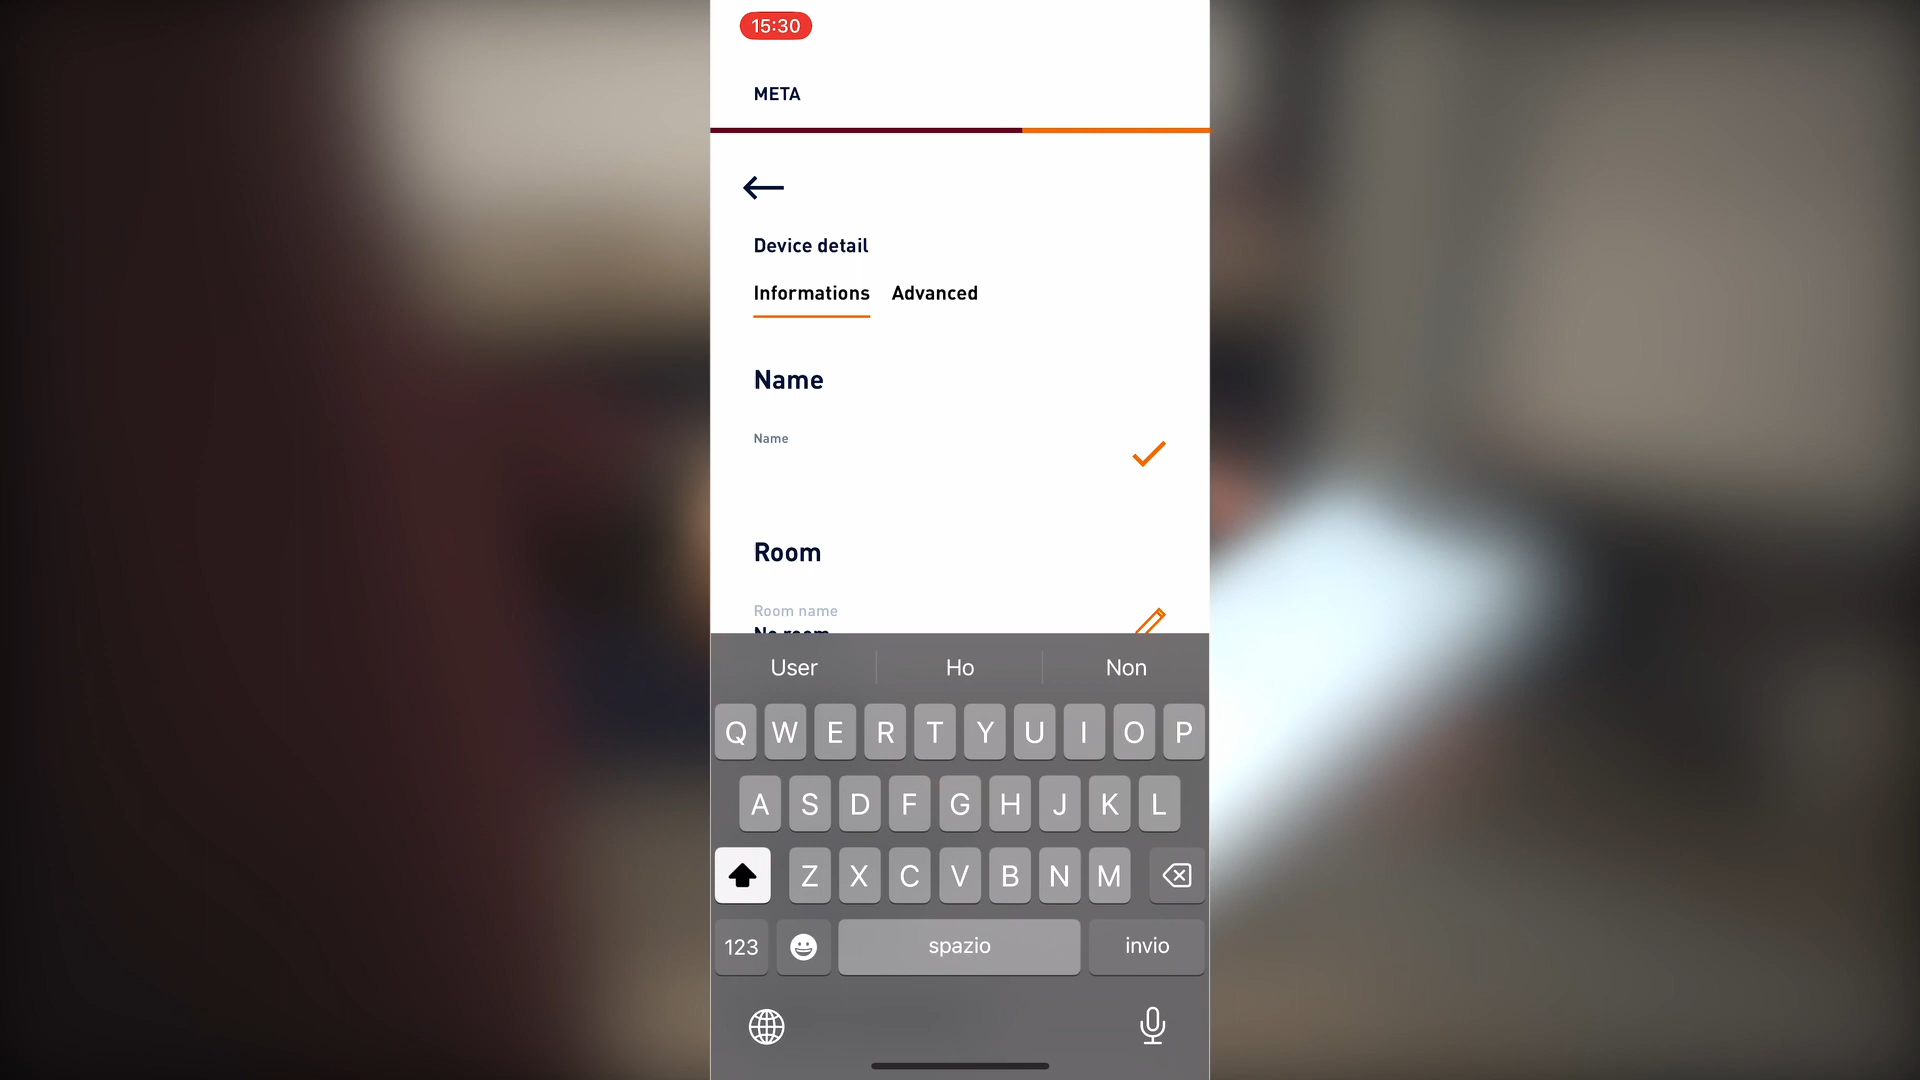 15:30
META
Device detail
Informations Advanced
Name
Name
Room
Room name
No room
User Ho Non
Q W E R T Y U I O P
A S D F G H J K L
Z X C V B N M
123 spazio invio